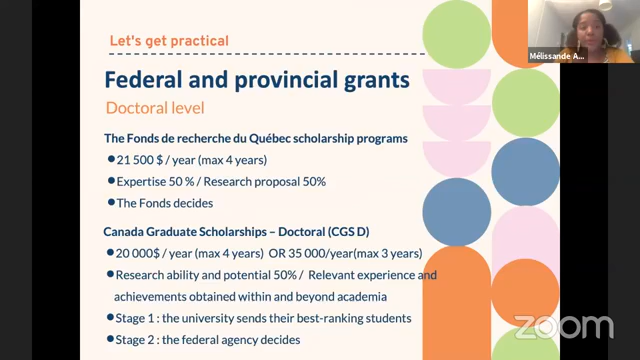 Let's get practical
Mélissande A...
Federal and provincial grants
Doctoral level
The Fonds de recherche du Québec scholarship programs
●21 500 $ / year (max 4 years)
●Expertise 50 % / Research proposal 50%
●The Fonds decides
Canada Graduate Scholarships – Doctoral (CGS D)
●20 000$ / year (max 4 years) OR 35 000/year(max 3 years)
●Research ability and potential 50% / Relevant experience and
achievements obtained within and beyond academia
●Stage 1 : the university sends their best-ranking students
●Stage 2 : the federal agency decides
zoom